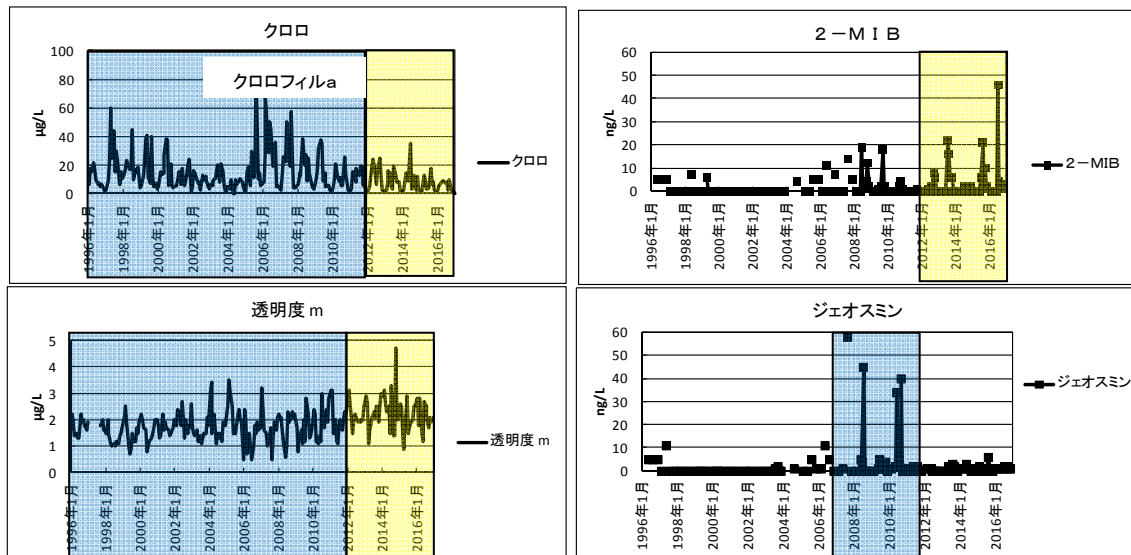 クロロ
クロロフィルa
µg/L
100
80
60
40
20
0
1996年1月
1998年1月
2000年1月
2002年1月
2004年1月
2006年1月
2008年1月
2010年1月
2012年1月
2014年1月
2016年1月
クロロ
2－MIB
ng/L
60
50
40
30
20
10
0
1996年1月
1998年1月
2000年1月
2002年1月
2004年1月
2006年1月
2008年1月
2010年1月
2012年1月
2014年1月
2016年1月
2－MIB
透明度 m
µg/L
5
4
3
2
1
0
1996年1月
1998年1月
2000年1月
2002年1月
2004年1月
2006年1月
2008年1月
2010年1月
2012年1月
2014年1月
2016年1月
透明度 m
ジェオスミン
ng/L
60
50
40
30
20
10
0
1996年1月
1998年1月
2000年1月
2002年1月
2004年1月
2006年1月
2008年1月
2010年1月
2012年1月
2014年1月
2016年1月
ジェオスミン